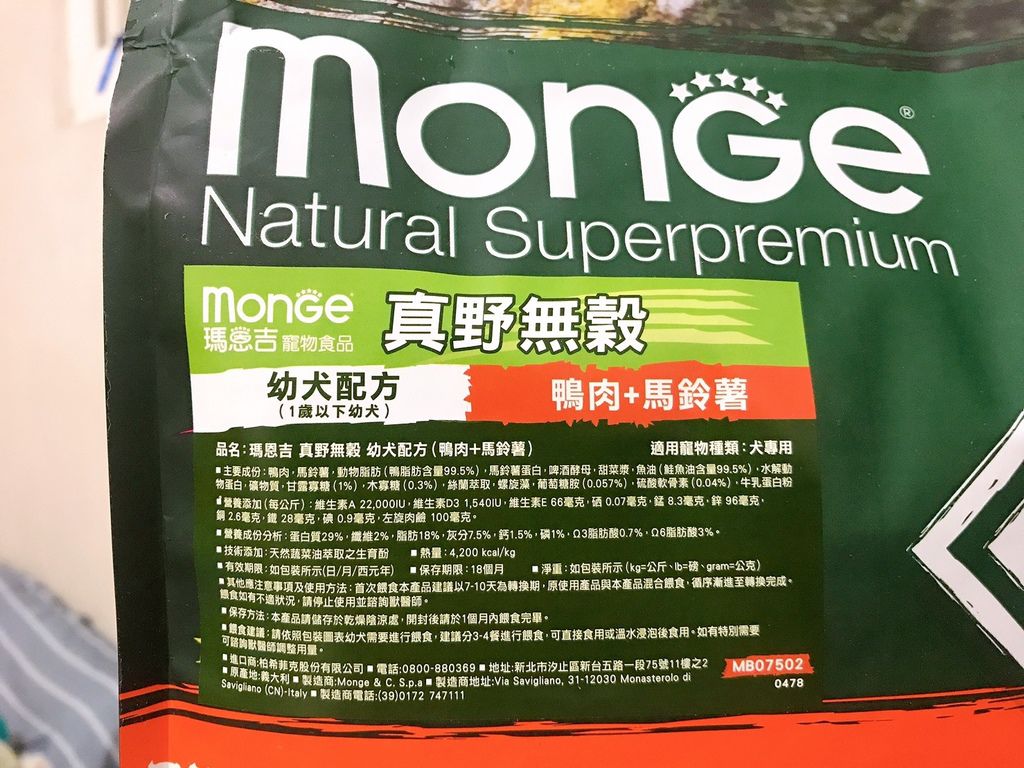 monGe®
Natural Superpremium
monGe
瑪恩吉 寵物食品
真野無穀
幼犬配方
(1歲以下幼犬)
鴨肉+馬鈴薯
品名:瑪恩吉 真野無穀 幼犬配方(鴨肉+馬鈴薯) 適用寵物種類:犬專用
▪主要成份:鴨肉,馬鈴薯,動物脂肪(鴨脂肪含量99.5%),馬鈴薯蛋白,啤酒酵母,甜菜漿,魚油(鮭魚油含量99.5%),水解動
物蛋白,礦物質,甘露寡糖(1%),木寡糖(0.3%),絲蘭萃取,螺旋藻,葡萄糖胺(0.057%),硫酸軟骨素(0.04%),牛乳蛋白粉
▪營養添加(每公斤):維生素A 22,000IU,維生素D3 1,540IU,維生素E 66毫克,硒 0.07毫克,錳 8.3毫克,鋅 96毫克,
銅 2.6毫克,鐵 28毫克,碘 0.9毫克,左旋肉鹼 100毫克。
▪營養成份分析:蛋白質29%,纖維2%,脂肪18%,灰分7.5%,鈣1.5%,磷1%,Ω3脂肪酸0.7%,Ω6脂肪酸3%。
▪技術添加:天然蔬菜油萃取之生育酚 ▪熱量:4,200 kcal/kg
▪有效期限:如包裝所示(日/月/西元年) ▪保存期限:18個月 ▪淨重:如包裝所示(kg=公斤、lb=磅、gram=公克)
▪其他應注意事項及使用方法:首次餵食本產品建議以7-10天為轉換期,原使用產品與本產品混合餵食,循序漸進至轉換完成。
餵食如有不適狀況,請停止使用並諮詢獸醫師。
▪保存方法:本產品請儲存於乾燥陰涼處,開封後請於1個月內餵食完畢。
▪餵食建議:請依照包裝圖表幼犬需要進行餵食,建議分3-4餐進行餵食,可直接食用或溫水浸泡後食用。如有特別需要
可諮詢獸醫師調整用量。
▪進口商:柏希菲克股份有限公司 ▪電話:0800-880369 ▪地址:新北市汐止區新台五路一段75號11樓之2
▪原產地:義大利 ▪製造商:Monge & C. S.p.a ▪製造商地址:Via Savigliano, 31-12030 Monasterolo di
Savigliano (CN)-Italy ▪製造商電話:(39)0172 747111
MB07502
0478